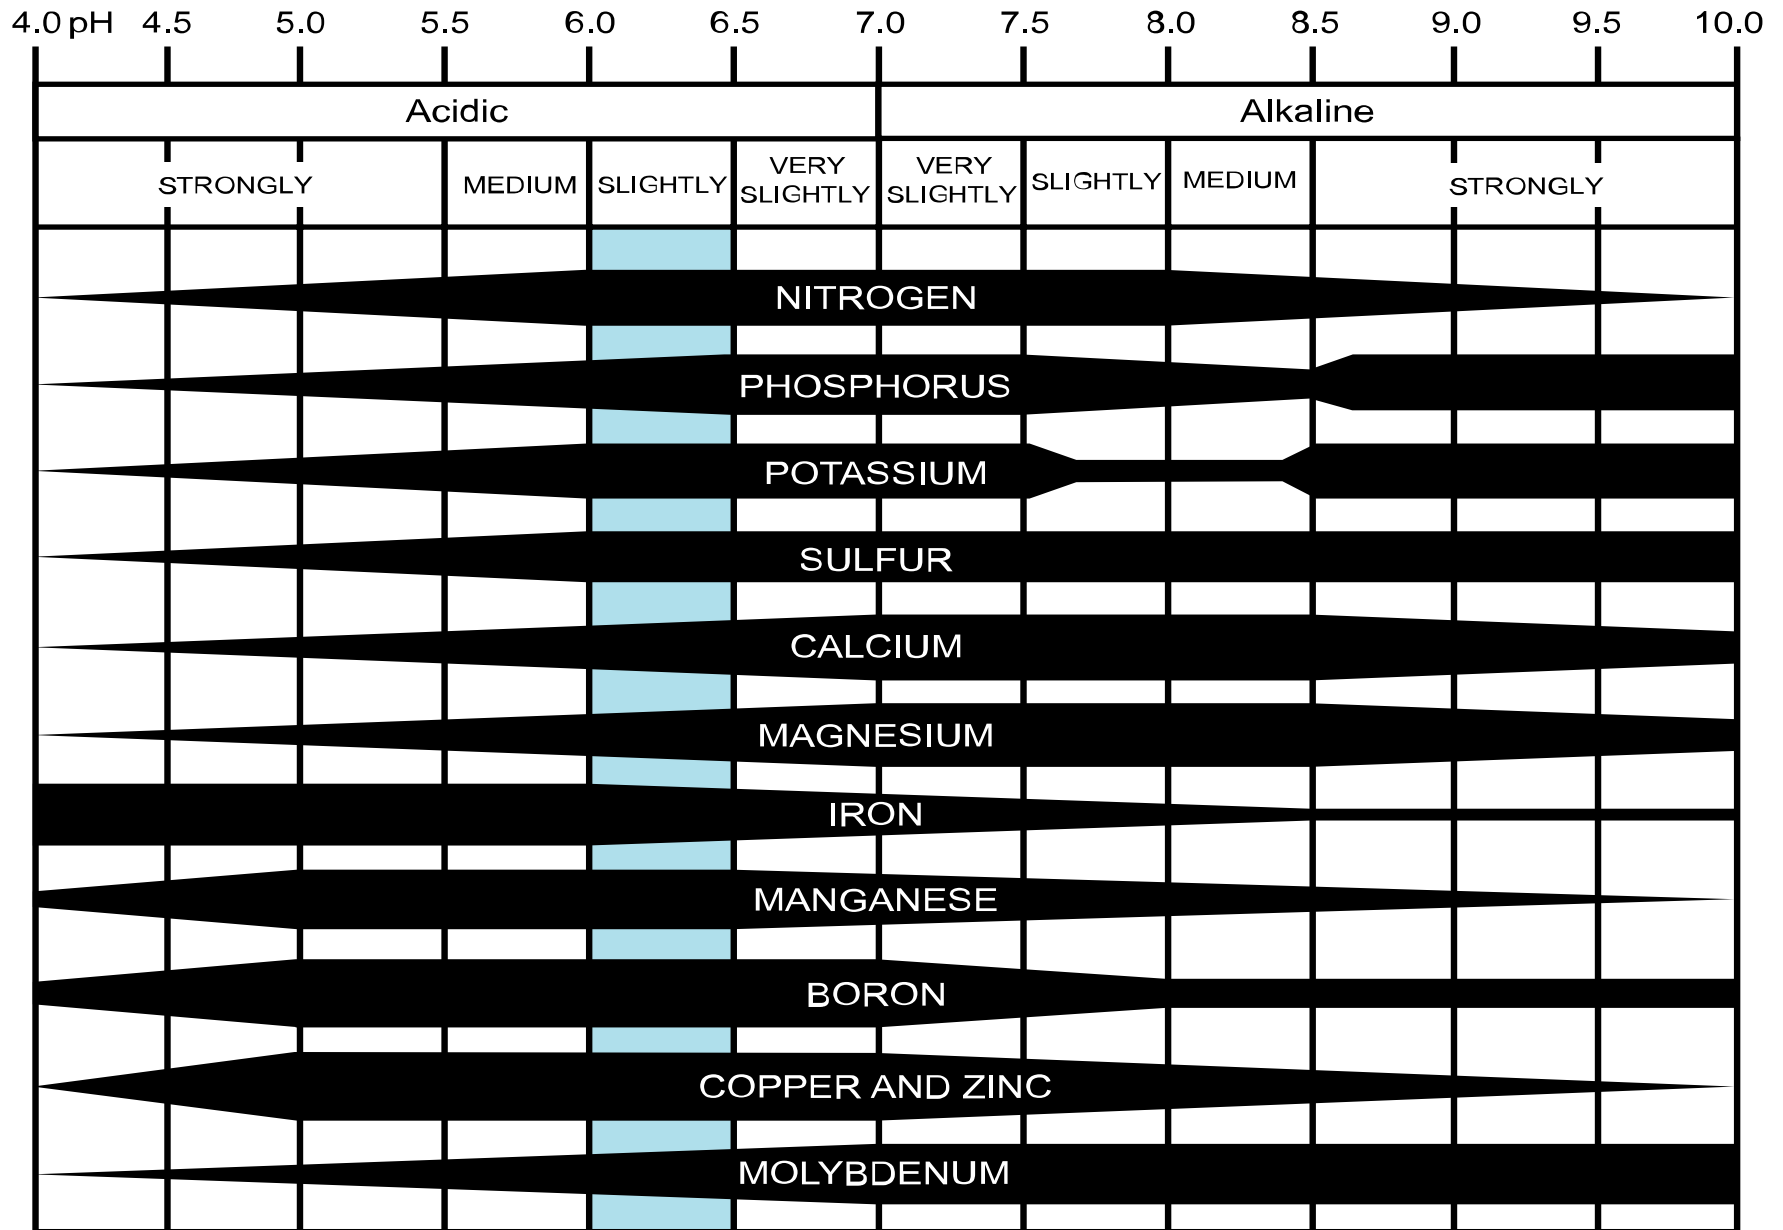 4.0 pH 4.5 5.0 5.5 6.0 6.5 7.0 7.5 8.0 8.5 9.0 9.5 10.0
Acidic Alkaline
STRONGLY MEDIUM SLIGHTLY VERY SLIGHTLY VERY SLIGHTLY SLIGHTLY MEDIUM STRONGLY
NITROGEN
PHOSPHORUS
POTASSIUM
SULFUR
CALCIUM
MAGNESIUM
IRON
MANGANESE
BORON
COPPER AND ZINC
MOLYBDENUM